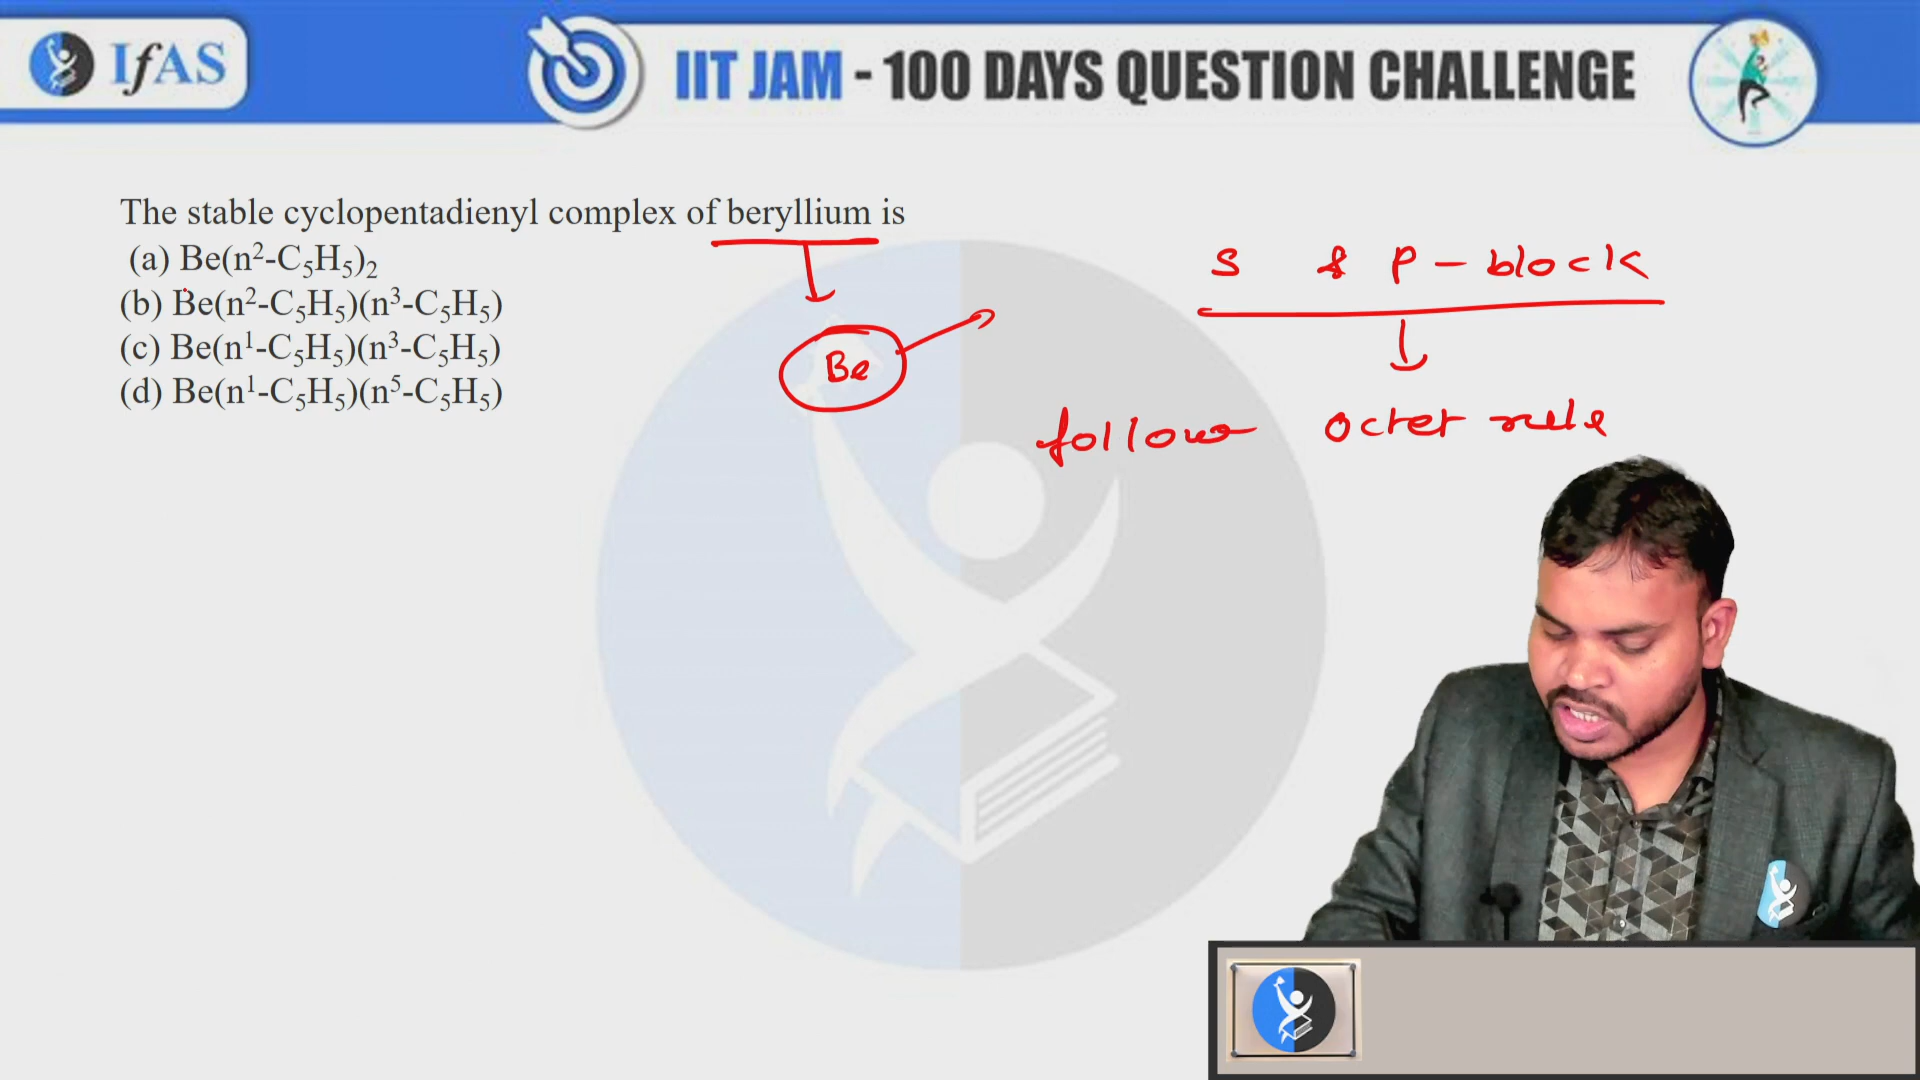 IfAS
IIT JAM - 100 DAYS QUESTION CHALLENGE
The stable cyclopentadienyl complex of beryllium is
(a) Be(n²-C₅H₅)₂
(b) Be(n²-C₅H₅)(n³-C₅H₅)
(c) Be(n¹-C₅H₅)(n³-C₅H₅)
(d) Be(n¹-C₅H₅)(n⁵-C₅H₅)
Be
S & P - block
follow octet rule